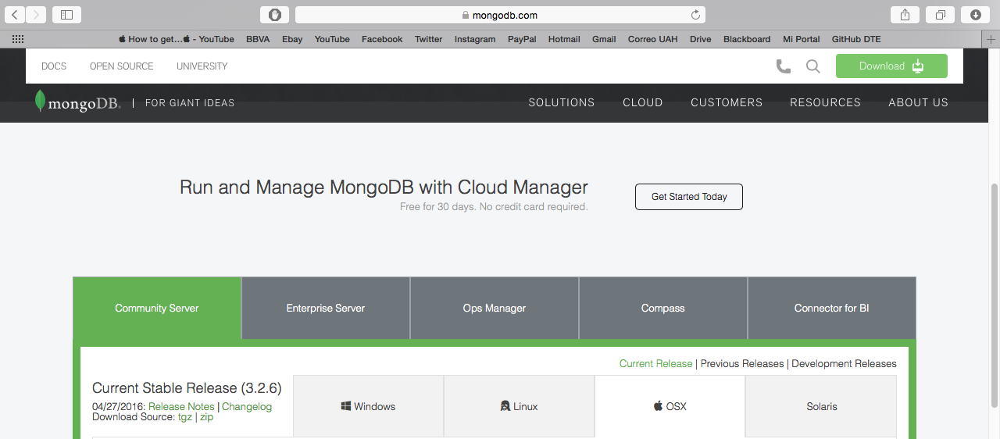 mongodb.com
How to get... - YouTube BBVA Ebay YouTube Facebook Twitter Instagram PayPal Hotmail Gmail Correo UAH Drive Blackboard Mi Portal GitHub DTE
DOCS OPEN SOURCE UNIVERSITY Download
mongoDB. | FOR GIANT IDEAS SOLUTIONS CLOUD CUSTOMERS RESOURCES ABOUT US
Run and Manage MongoDB with Cloud Manager
Free for 30 days. No credit card required.
Get Started Today
Community Server Enterprise Server Ops Manager Compass Connector for BI
Current Release | Previous Releases | Development Releases
Current Stable Release (3.2.6)
04/27/2016: Release Notes | Changelog
Download Source: tgz | zip
Windows Linux OSX Solaris